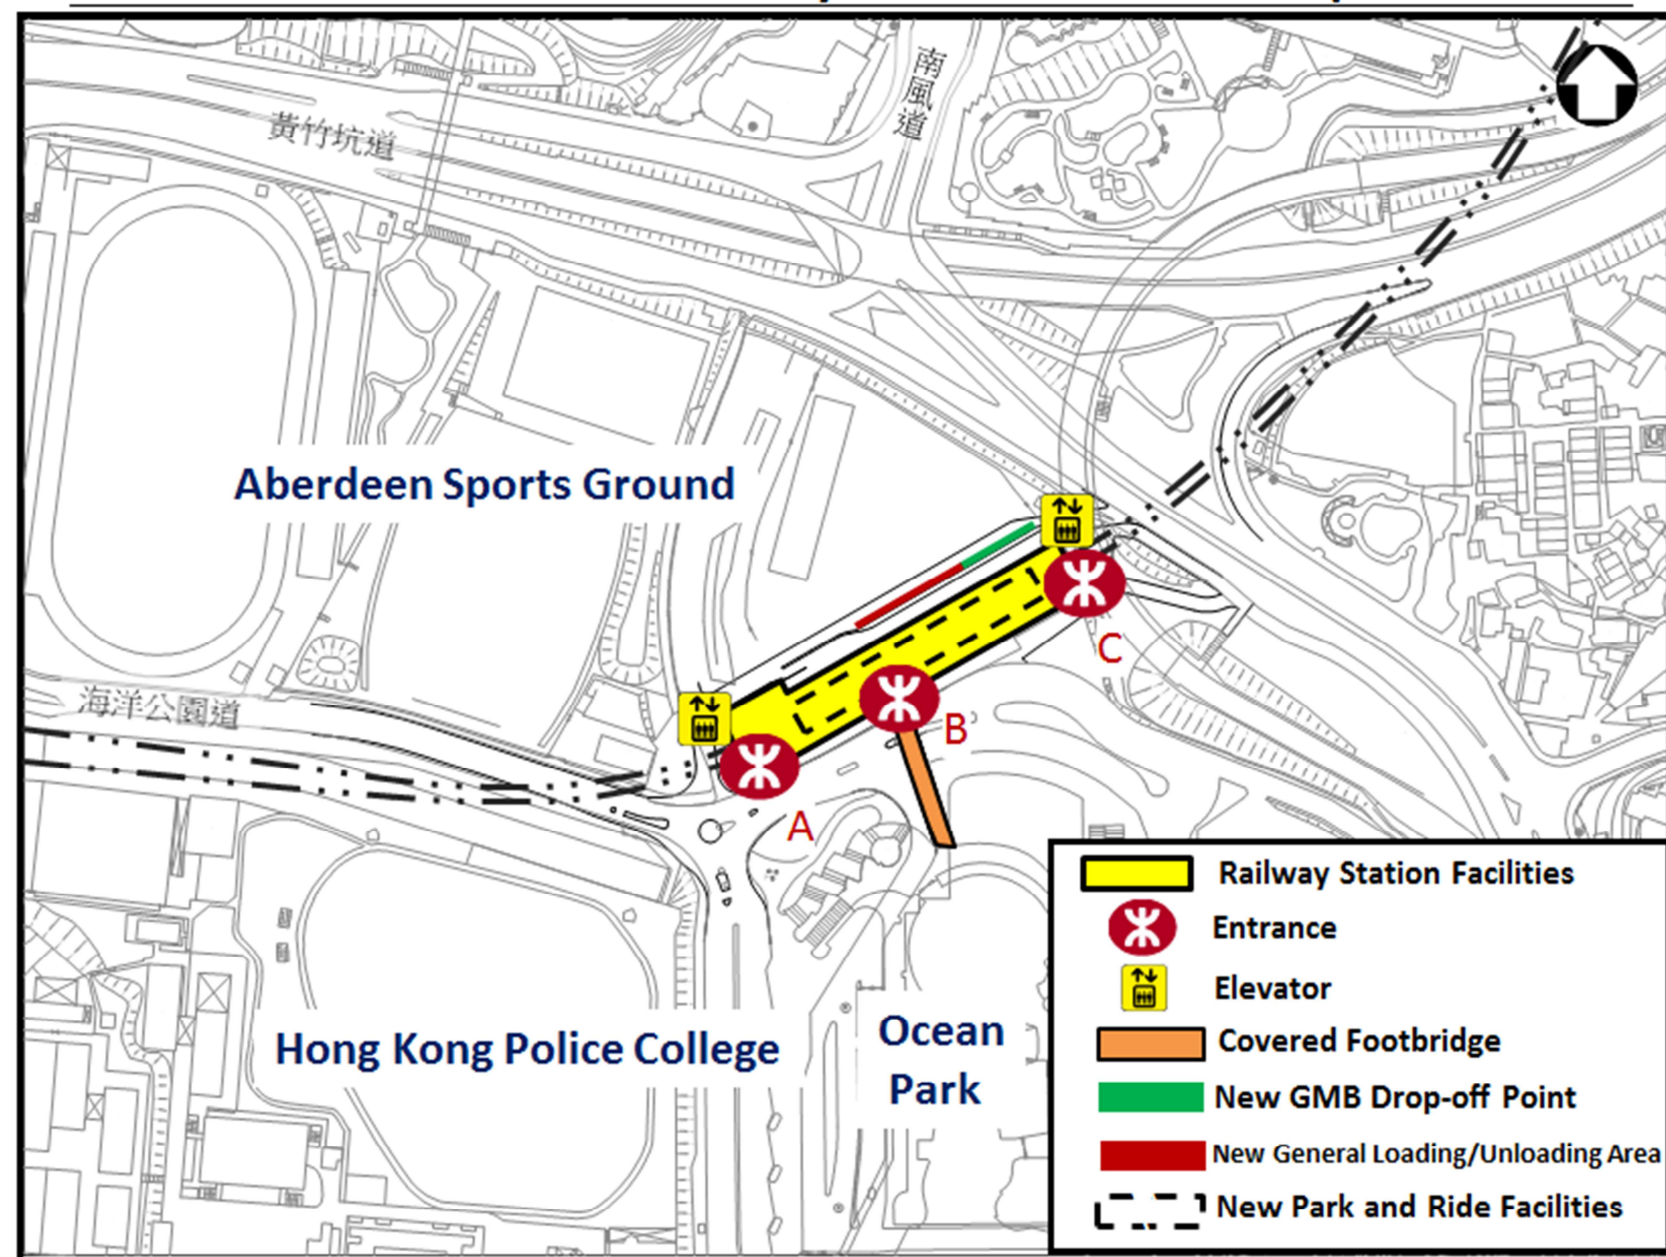 南風道
黃竹坑道
Aberdeen Sports Ground
C
海洋公園道
B
A
Hong Kong Police College
Ocean
Park
Railway Station Facilities
Entrance
Elevator
Covered Footbridge
New GMB Drop-off Point
New General Loading/Unloading Area
New Park and Ride Facilities